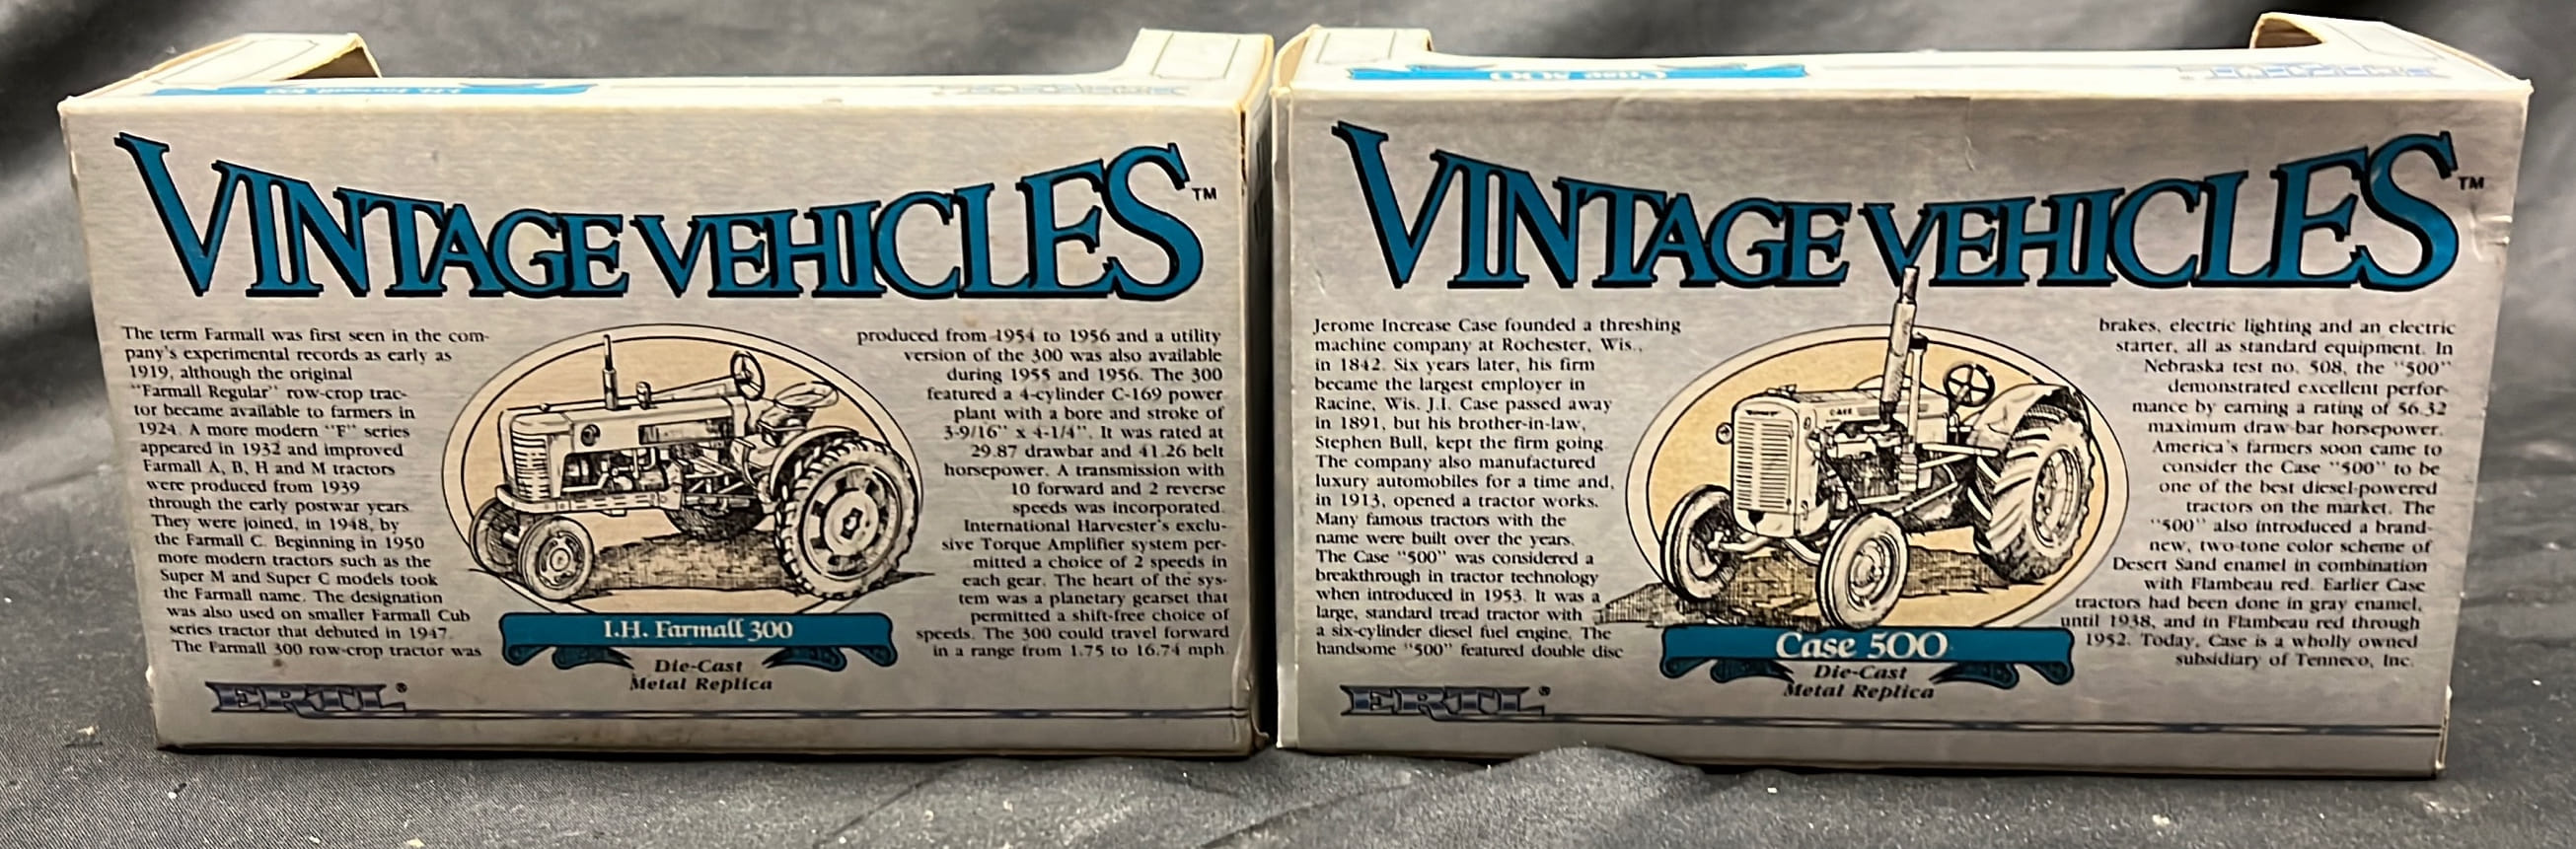 I.H. Farmall 300
VINTAGE VEHICLES™
The term Farmall was first seen in the com-
pany's experimental records as early as
1919, although the original
"Farmall Regular" row-crop trac-
tor became available to farmers in
1924. A more modern "F" series
appeared in 1932 and improved
Farmall A, B, H and M tractors
were produced from 1939
through the early postwar years.
They were joined, in 1948, by
the Farmall C. Beginning in 1950
more modern tractors such as the
Super M and Super C models took
the Farmall name. The designation
was also used on smaller Farmall Cub
series tractor that debuted in 1947.
The Farmall 300 row-crop tractor was
produced from 1954 to 1956 and a utility
version of the 300 was also available
during 1955 and 1956. The 300
featured a 4-cylinder C-169 power
plant with a bore and stroke of
3-9/16" x 4-1/4". It was rated at
29.87 drawbar and 41.26 belt
horsepower. A transmission with
10 forward and 2 reverse
speeds was incorporated.
International Harvester's exclu-
sive Torque Amplifier system per-
mitted a choice of 2 speeds in
each gear. The heart of the sys-
tem was a planetary gearset that
permitted a shift-free choice of
speeds. The 300 could travel forward
in a range from 1.75 to 16.74 mph.
I.H. Farmall 300
Die-Cast
Metal Replica
ERTL®
Case 500
VINTAGE VEHICLES™
Jerome Increase Case founded a threshing
machine company at Rochester, Wis.,
in 1842. Six years later, his firm
became the largest employer in
Racine, Wis. J.I. Case passed away
in 1891, but his brother-in-law,
Stephen Bull, kept the firm going.
The company also manufactured
luxury automobiles for a time and,
in 1913, opened a tractor works.
Many famous tractors with the
name were built over the years.
The Case "500" was considered a
breakthrough in tractor technology
when introduced in 1953. It was a
large, standard tread tractor with
a six-cylinder diesel fuel engine. The
handsome "500" featured double disc
brakes, electric lighting and an electric
starter, all as standard equipment. In
Nebraska test no. 508, the "500"
demonstrated excellent perfor-
mance by earning a rating of 56.32
maximum draw bar horsepower.
America's farmers soon came to
consider the Case "500" to be
one of the best diesel-powered
tractors on the market. The
"500" also introduced a brand-
new, two-tone color scheme of
Desert Sand enamel in combination
with Flambeau red. Earlier Case
tractors had been done in gray enamel,
until 1938, and in Flambeau red through
1952. Today, Case is a wholly owned
subsidiary of Tenneco, Inc.
CASE
Case 500
Die-Cast
Metal Replica
ERTL®